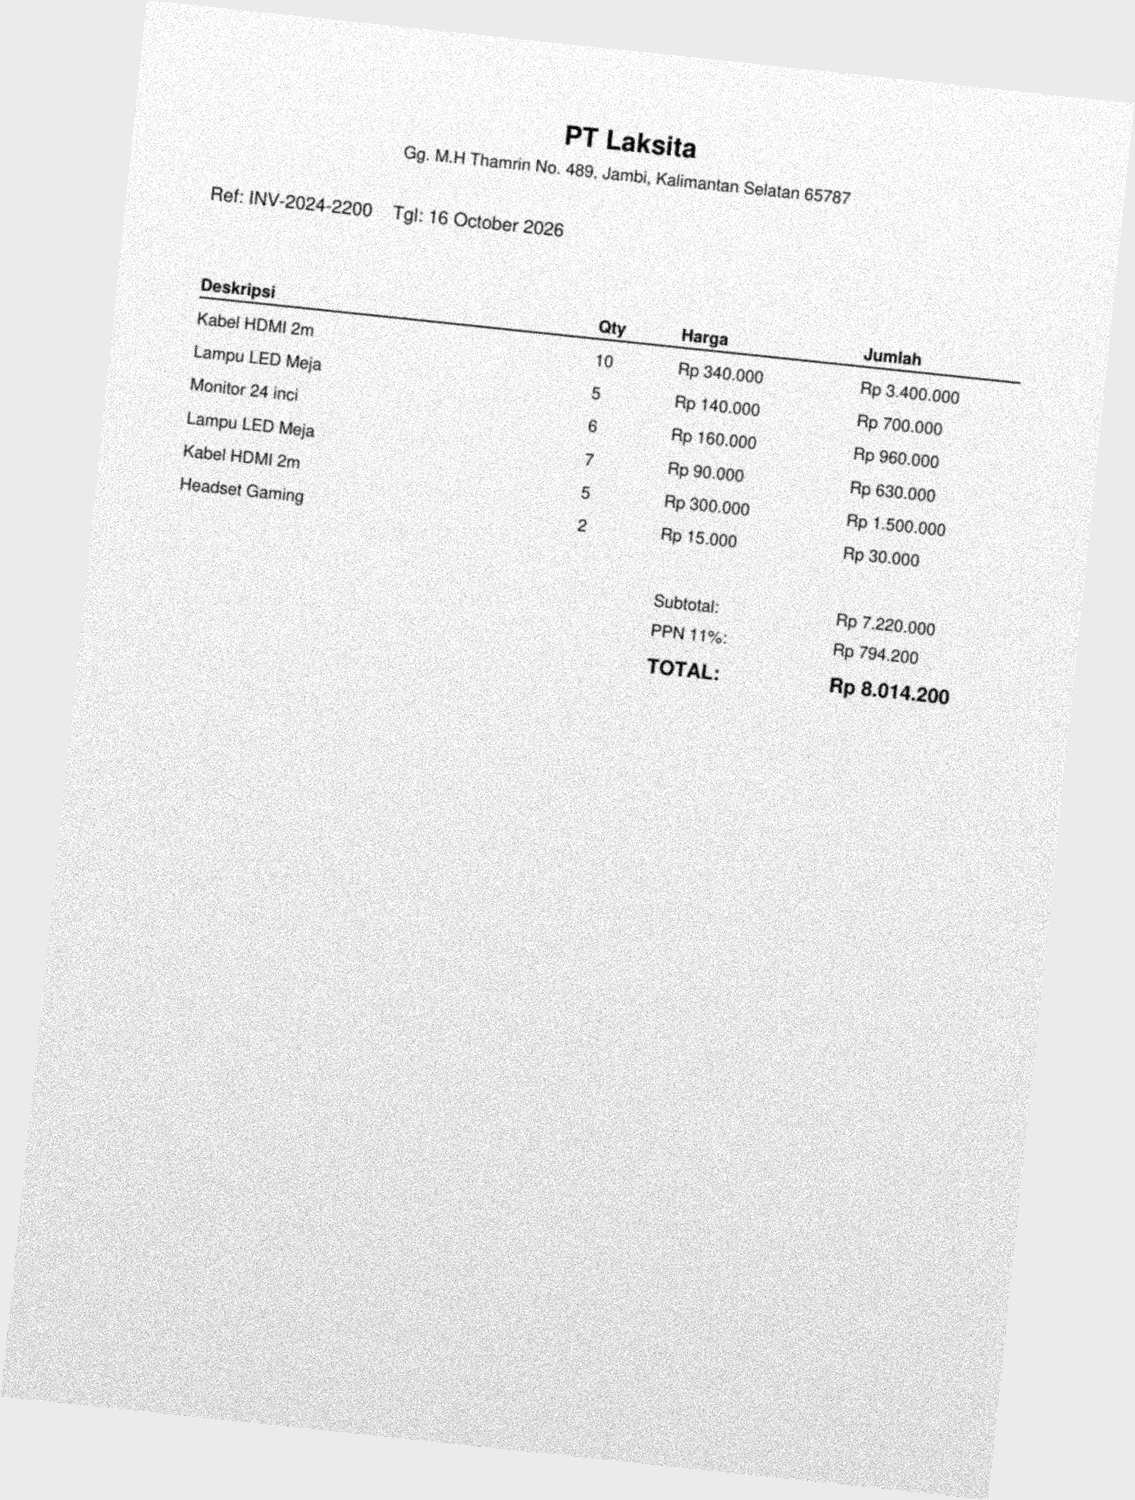 PT Laksita
Gg. M.H Thamrin No. 489, Jambi, Kalimantan Selatan 65787
Ref: INV-2024-2200 Tgl: 16 October 2026
Deskripsi Qty Harga Jumlah
Kabel HDMI 2m 10 Rp 340.000 Rp 3.400.000
Lampu LED Meja 5 Rp 140.000 Rp 700.000
Monitor 24 inci 6 Rp 160.000 Rp 960.000
Lampu LED Meja 7 Rp 90.000 Rp 630.000
Kabel HDMI 2m 5 Rp 300.000 Rp 1.500.000
Headset Gaming 2 Rp 15.000 Rp 30.000
Subtotal: Rp 7.220.000
PPN 11%: Rp 794.200
TOTAL: Rp 8.014.200